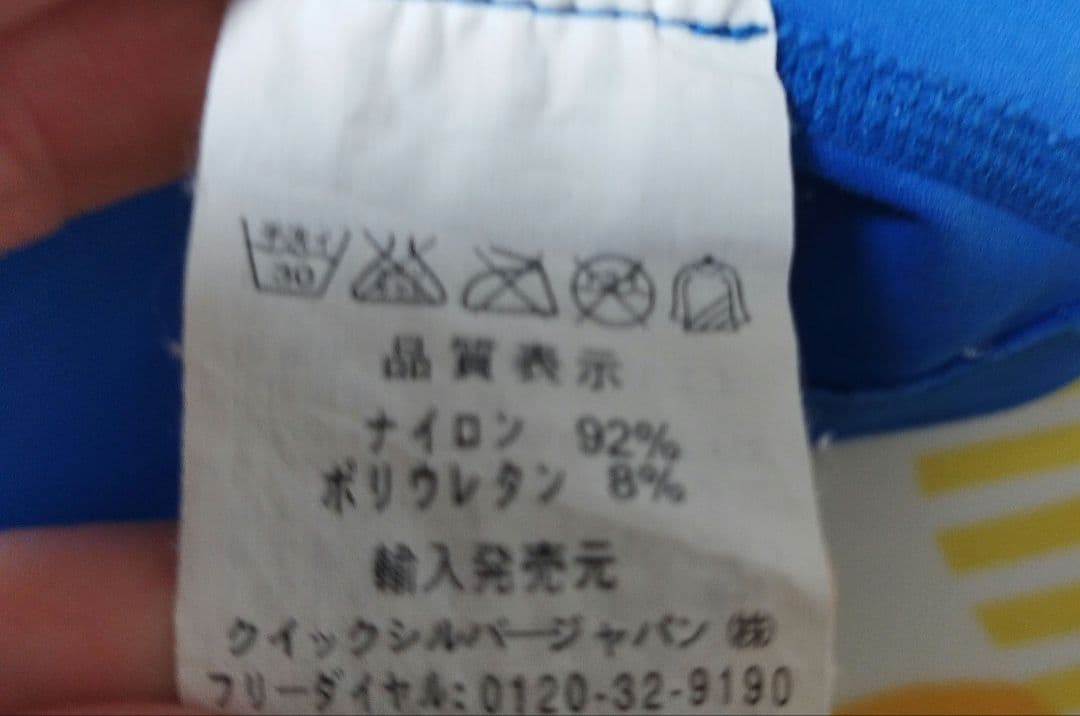 手洗イ
30
品質表示
ナイロン 92%
ポリウレタン 8%
輸入発売元
クイックシルバージャパン ㈱
フリーダイヤル:0120-32-9190